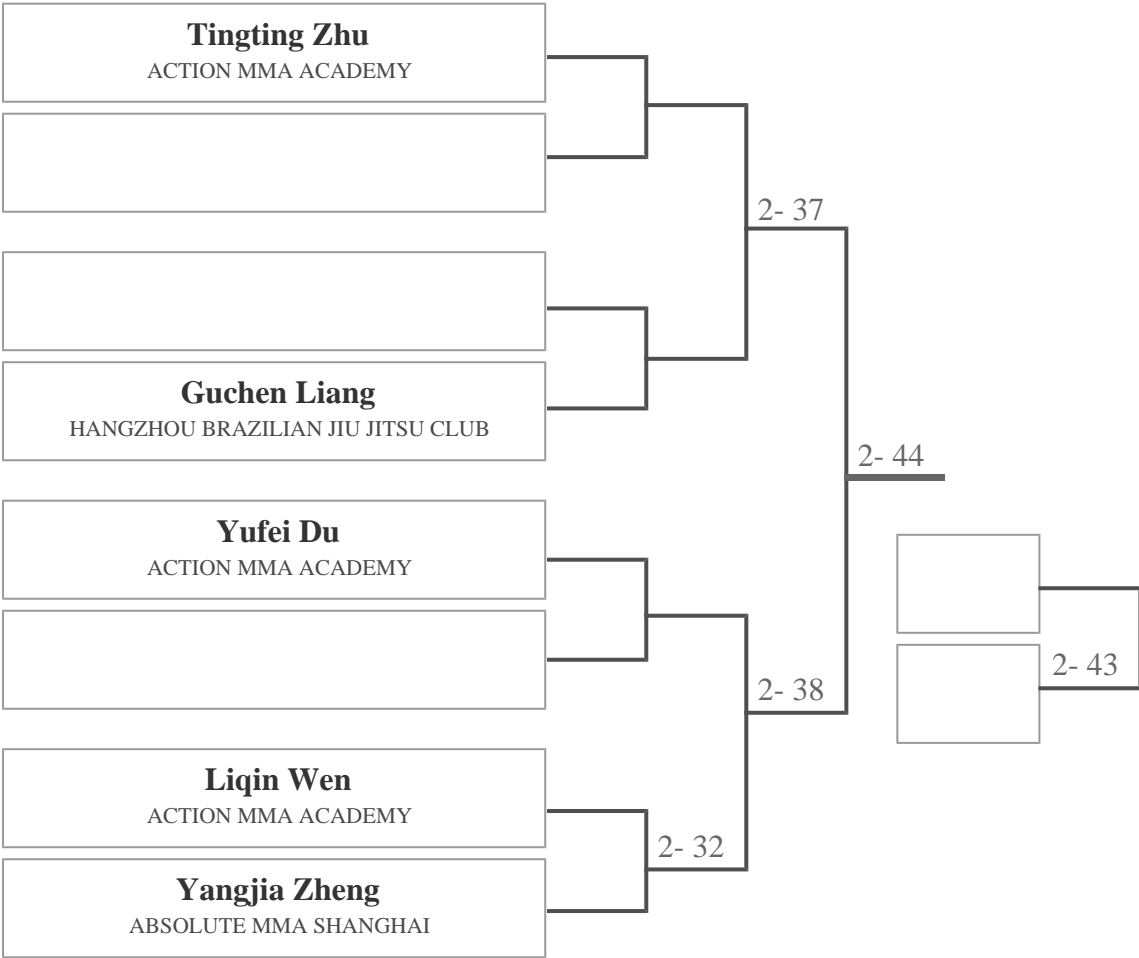 Tingting Zhu
ACTION MMA ACADEMY
2- 37
Guchen Liang
HANGZHOU BRAZILIAN JIU JITSU CLUB
2- 44
Yufei Du
ACTION MMA ACADEMY
2- 43
2- 38
Liqin Wen
ACTION MMA ACADEMY
2- 32
Yangjia Zheng
ABSOLUTE MMA SHANGHAI